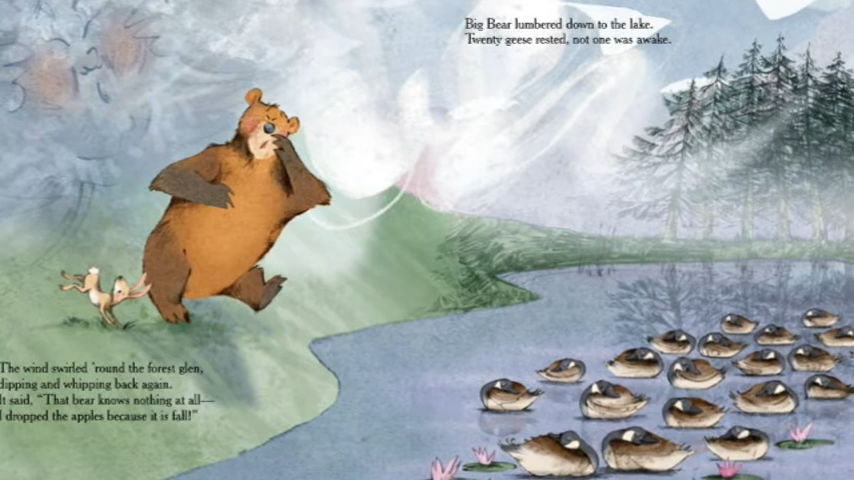 Big Bear lumbered down to the lake.
Twenty geese rested, not one was awake.
The wind swirled 'round the forest glen,
dipping and whipping back again.
It said, "That bear knows nothing at all—
I dropped the apples because it is fall!"